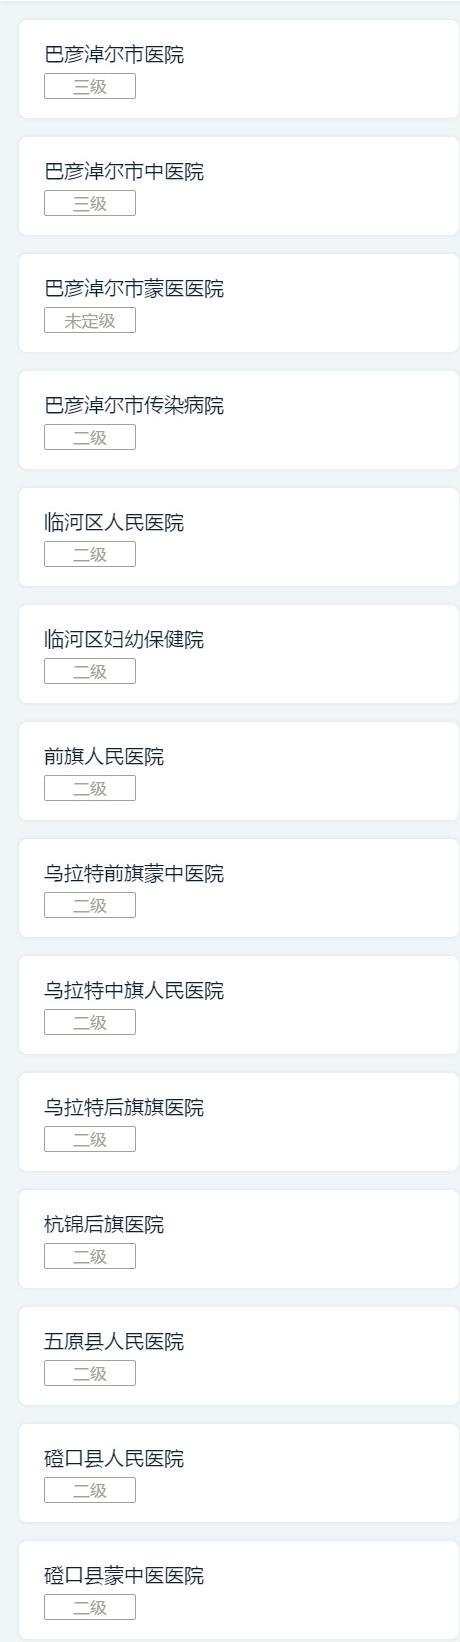 巴彦淖尔市医院
三级
巴彦淖尔市中医院
三级
巴彦淖尔市蒙医医院
未定级
巴彦淖尔市传染病院
二级
临河区人民医院
二级
临河区妇幼保健院
二级
前旗人民医院
二级
乌拉特前旗蒙中医院
二级
乌拉特中旗人民医院
二级
乌拉特后旗旗医院
二级
杭锦后旗医院
二级
五原县人民医院
二级
磴口县人民医院
二级
磴口县蒙中医医院
二级